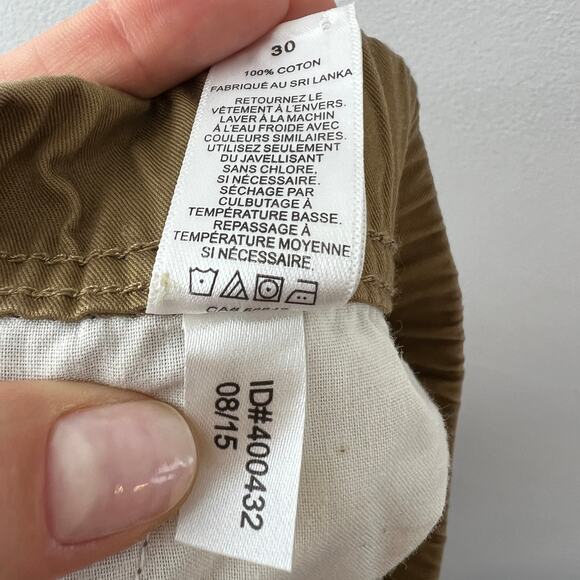 30
100% COTON
FABRIQUÉ AU SRI LANKA
RETOURNEZ LE
VÊTEMENT À L'ENVERS.
LAVER À LA MACHIN
À L'EAU FROIDE AVEC
COULEURS SIMILAIRES.
UTILISEZ SEULEMENT
DU JAVELLISANT
SANS CHLORE,
SI NÉCESSAIRE.
SÉCHAGE PAR
CULBUTAGE À
TEMPÉRATURE BASSE.
REPASSAGE À
TEMPÉRATURE MOYENNE
SI NÉCESSAIRE.
ID#400432
08/15